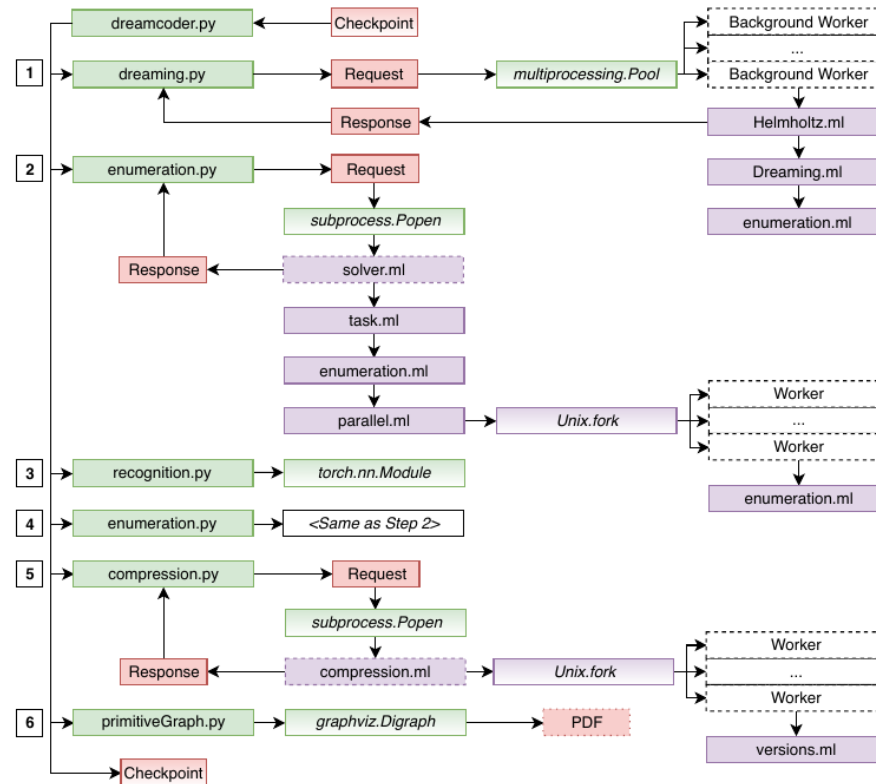 dreamcoder.py
Checkpoint
Background Worker
...
1
dreaming.py
Request
multiprocessing.Pool
Background Worker
Response
Helmholtz.ml
2
enumeration.py
Request
Dreaming.ml
subprocess.Popen
enumeration.ml
Response
solver.ml
task.ml
enumeration.ml
Worker
parallel.ml
Unix.fork
...
Worker
3
recognition.py
torch.nn.Module
enumeration.ml
4
enumeration.py
<Same as Step 2>
5
compression.py
Request
subprocess.Popen
Worker
Response
compression.ml
Unix.fork
...
Worker
6
primitiveGraph.py
graphviz.Digraph
PDF
versions.ml
Checkpoint